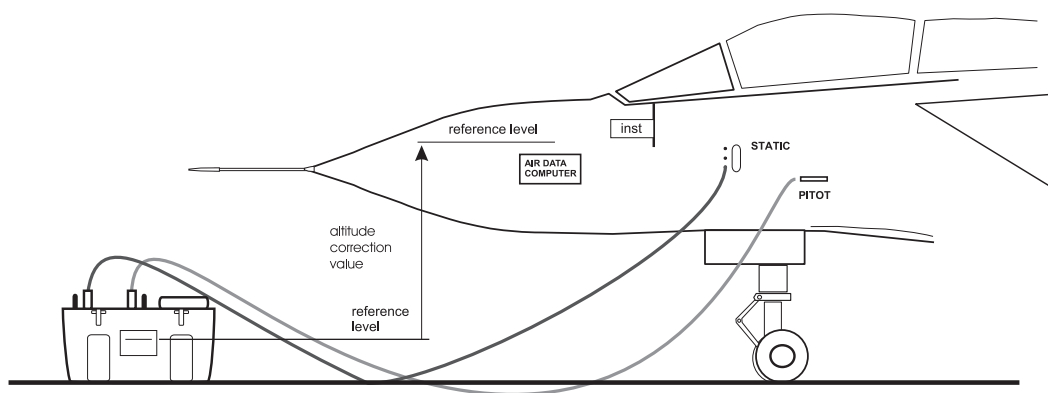 reference level
inst
STATIC
AIR DATA
COMPUTER
PITOT
altitude
correction
value
reference
level